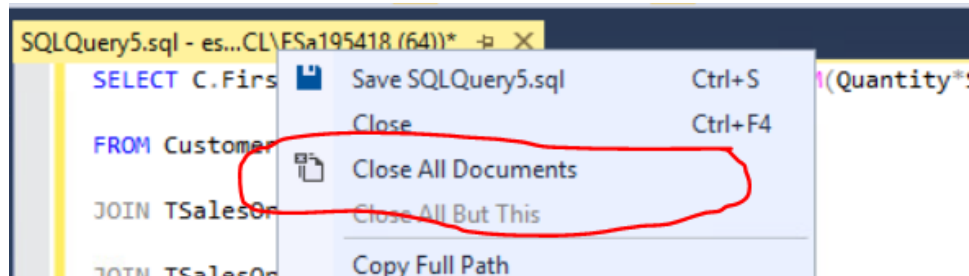 SQLQuery5.sql - es...CL\ESa195418 (64))*
SELECT C.Firs
Save SQLQuery5.sql Ctrl+S
(Quantity*
Close Ctrl+F4
FROM Customer
Close All Documents
JOIN TSalesOr
Close All But This
Copy Full Path
JOIN TSalesOr